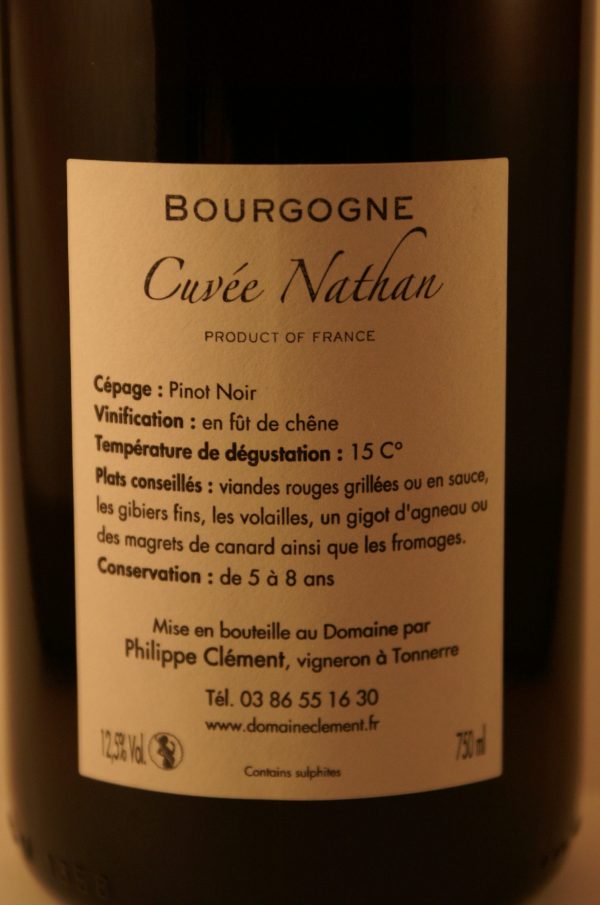 BOURGOGNE
Cuvée Nathan
PRODUCT OF FRANCE
Cépage : Pinot Noir
Vinification : en fût de chêne
Température de dégustation : 15 C°
Plats conseillés : viandes rouges grillées ou en sauce,
les gibiers fins, les volailles, un gigot d'agneau ou
des magrets de canard ainsi que les fromages.
Conservation : de 5 à 8 ans
Mise en bouteille au Domaine par
Philippe Clément, vigneron à Tonnerre
Tél. 03 86 55 16 30
www.domaineclement.fr
12,5% Vol. 750 ml
Contains sulphites